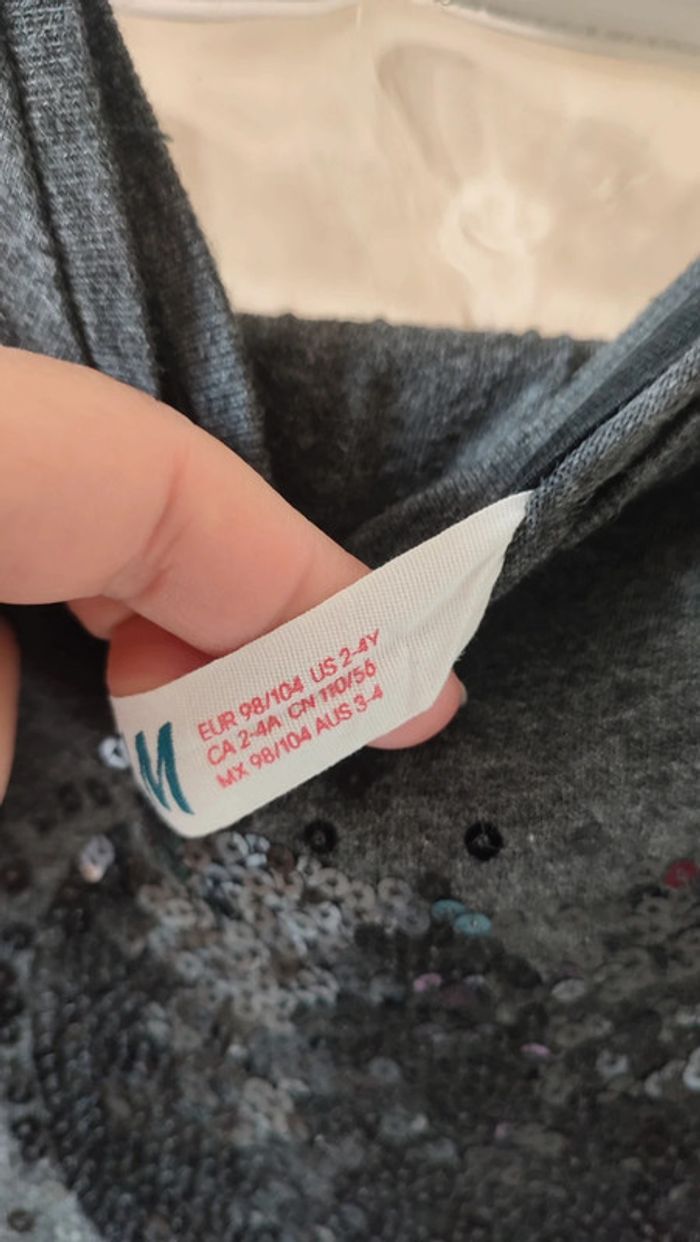 EUR 98/104 US 2-4Y
CA 2-4A CN 110/56
MX 98/104 AUS 3-4